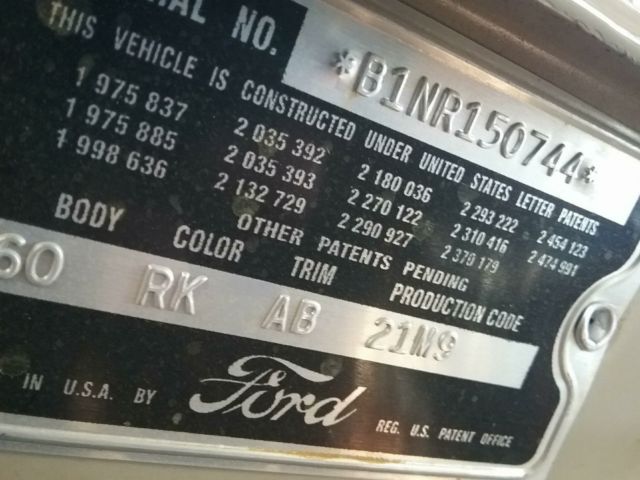 NO. *B1NR150744*
THIS VEHICLE IS CONSTRUCTED UNDER UNITED STATES LETTER PATENTS
1 975 837 2 035 392 2 180 036 2 293 222 2 454 123
1 975 885 2 035 393 2 270 122 2 310 416 2 474 991
1 998 636 2 132 729 2 290 927 2 370 179
OTHER PATENTS PENDING
BODY COLOR TRIM PRODUCTION CODE
60 RK AB 21M9
IN U.S.A. BY Ford REG. U.S. PATENT OFFICE